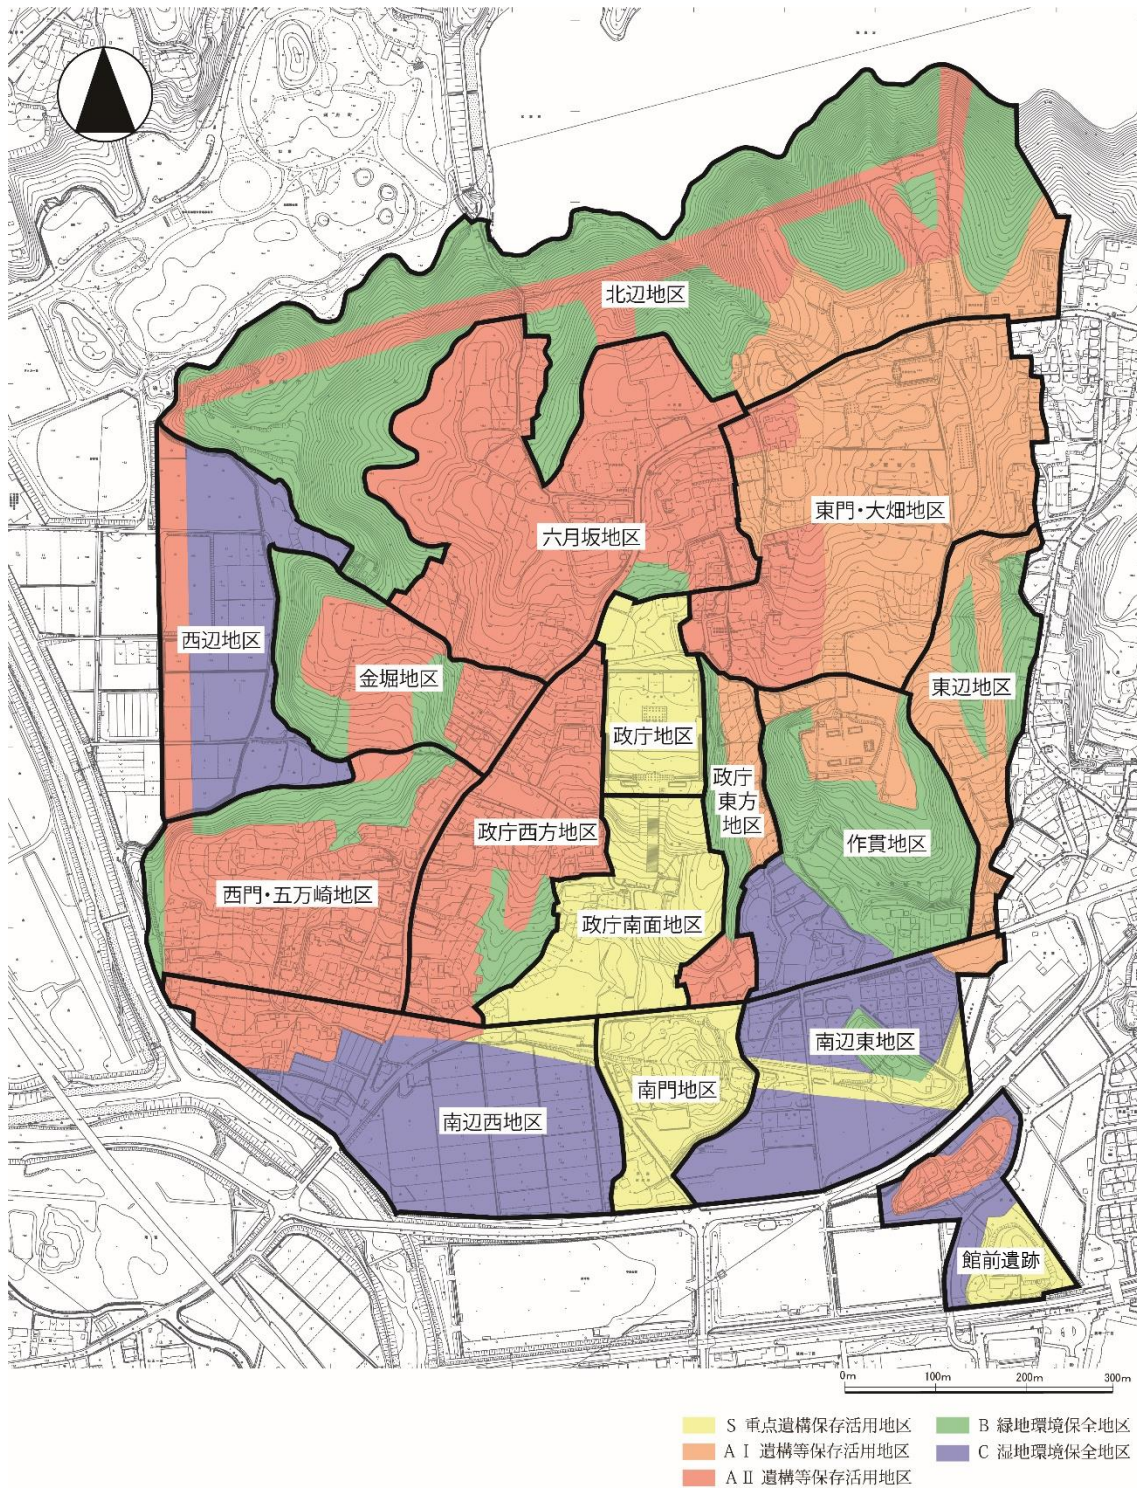 北辺地区
六月坂地区
東門・大畑地区
西辺地区
金堀地区
東辺地区
政庁地区
政庁
東方
地区
政庁西方地区
作貫地区
西門・五万崎地区
政庁南面地区
南辺東地区
南門地区
南辺西地区
館前遺跡
0m 100m 200m 300m
S 重点遺構保存活用地区
B 緑地環境保全地区
A I 遺構等保存活用地区
C 湿地環境保全地区
A II 遺構等保存活用地区